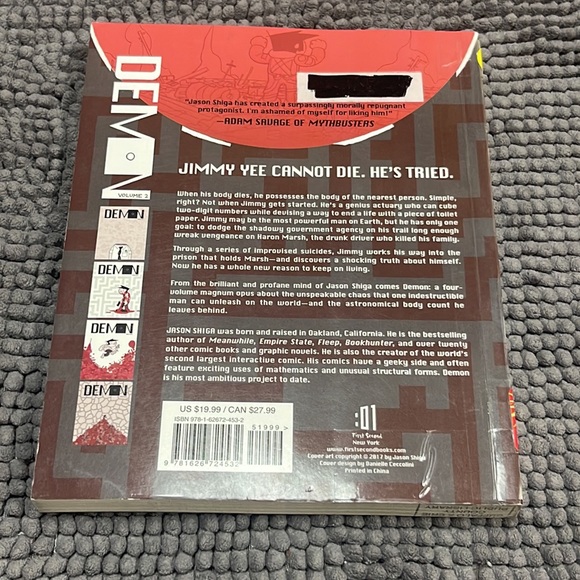 DEMON
VOLUME 3
DEMON
DEMON
DEMON
DEMON
"Jason Shiga has created a surpassingly morally repugnant
protagonist. I'm ashamed of myself for liking him!"
—ADAM SAVAGE OF MYTHBUSTERS
JIMMY YEE CANNOT DIE. HE'S TRIED.
When his body dies, he possesses the body of the nearest person. Simple,
right? Not when Jimmy gets started. He's a genius actuary who can cube
two-digit numbers while devising a way to end a life with a piece of toilet
paper. Jimmy may be the most powerful man on Earth, but he has only one
goal: to dodge the shadowy government agency on his trail long enough
wreak vengeance on Haron Marsh, the drunk driver who killed his family.
Through a series of improvised suicides, Jimmy works his way into the
prison that holds Marsh—and discovers a shocking truth about himself.
Now he has a whole new reason to keep on living.
From the brilliant and profane mind of Jason Shiga comes Demon: a four-
volume magnum opus about the unspeakable chaos that one indestructible
man can unleash on the world—and the astronomical body count he
leaves behind.
JASON SHIGA was born and raised in Oakland, California. He is the bestselling
author of Meanwhile, Empire State, Fleep, Bookhunter, and over twenty
other comic books and graphic novels. He is also the creator of the world's
second largest interactive comic. His comics have a geeky side and often
feature exciting uses of mathematics and unusual structural forms. Demon
is his most ambitious project to date.
US $19.99 / CAN $27.99
ISBN 978-1-62672-453-2
51999>
9 781626 724532
:01
First Second
New York
www.firstsecondbooks.com
Cover art copyright © 2017 by Jason Shiga
Cover design by Danielle Ceccolini
Printed in China